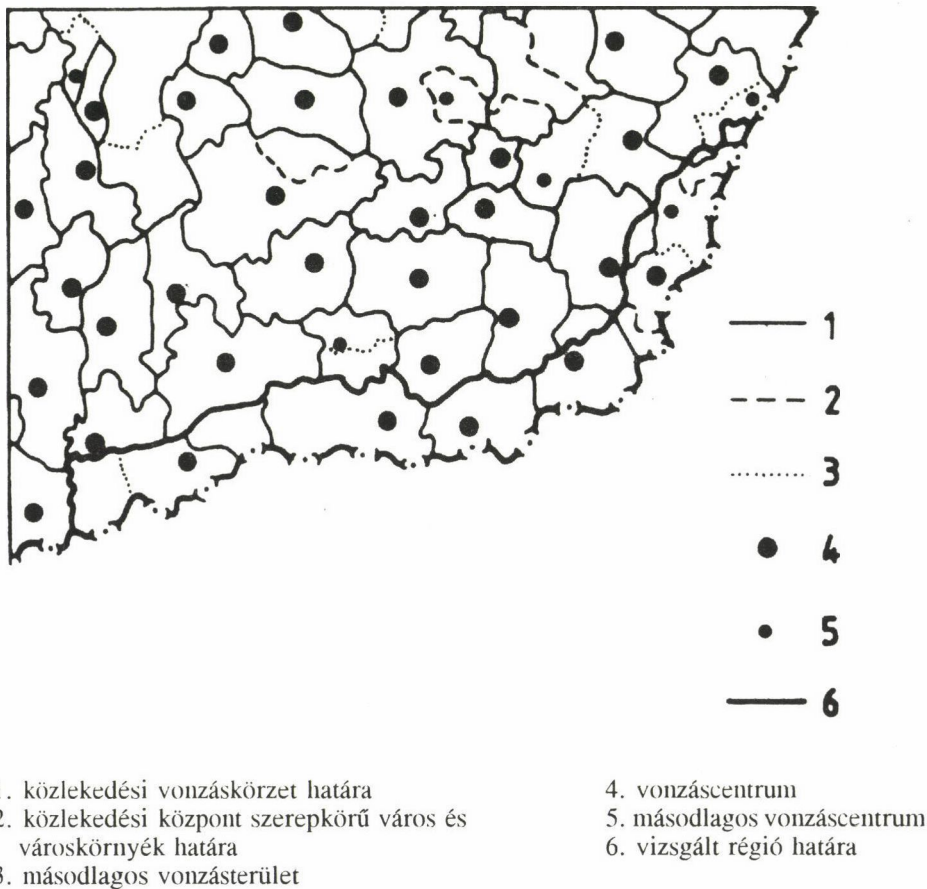 1
2
3
4
5
6
1. közlekedési vonzáskörzet határa
2. közlekedési központ szerepkörű város és
városkörnyék határa
3. másodlagos vonzásterület
4. vonzáscentrum
5. másodlagos vonzáscentrum
6. vizsgált régió határa